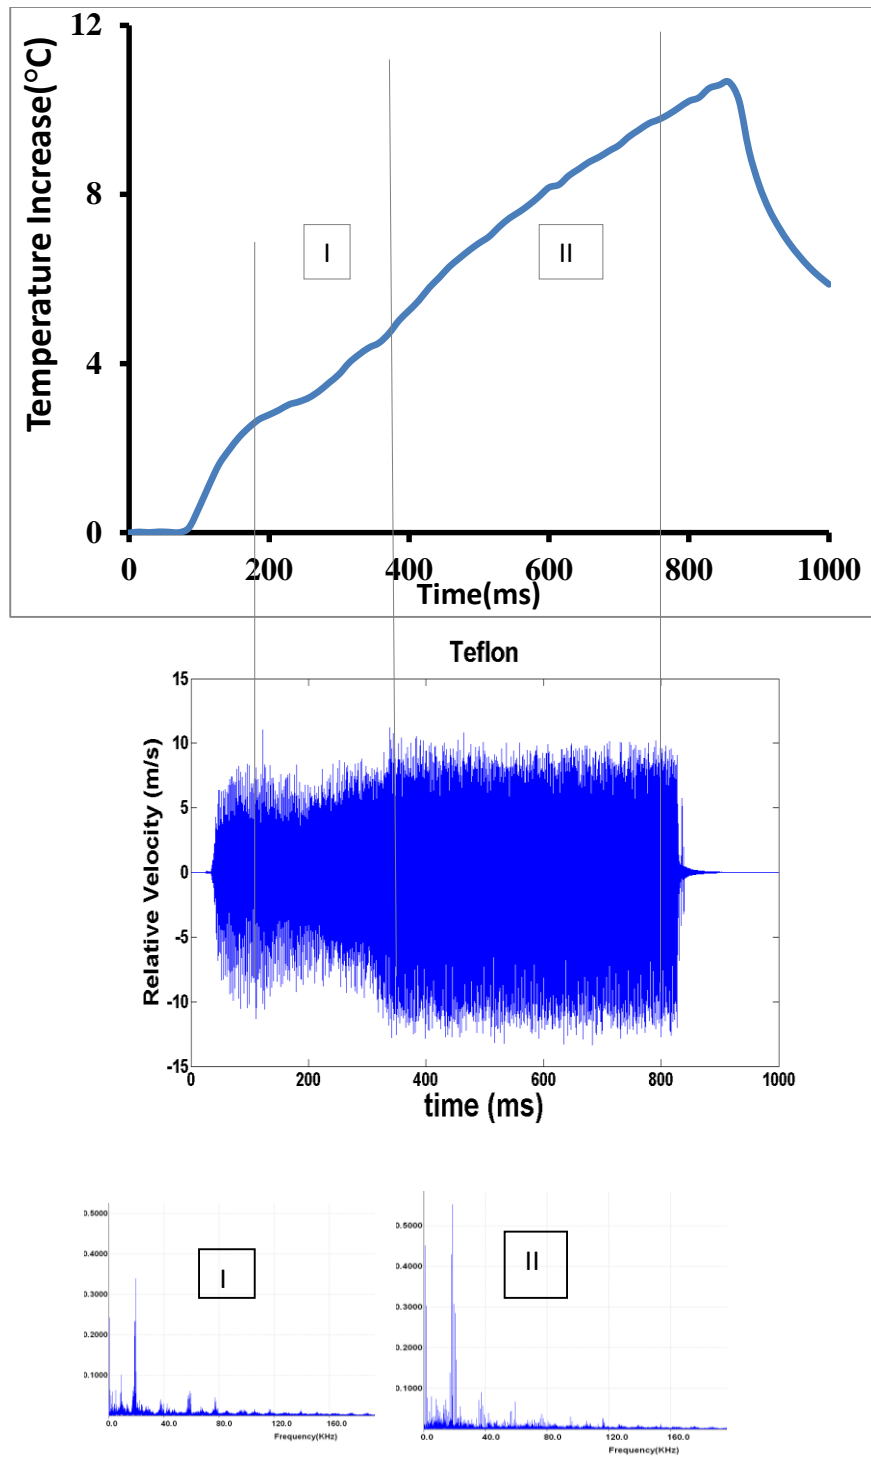 12
Temperature Increase(°C)
8
I
II
4
0
0 200 400 600 800 1000
Time(ms)
Teflon
15
10
Relative Velocity (m/s)
5
0
-5
-10
-15
0 200 400 600 800 1000
time (ms)
0.5000
0.4000
0.3000
0.2000
0.1000
I
0.0 40.0 80.0 120.0 160.0
Frequency(KHz)
0.5000
0.4000
0.3000
0.2000
0.1000
II
0.0 40.0 80.0 120.0 160.0
Frequency(KHz)